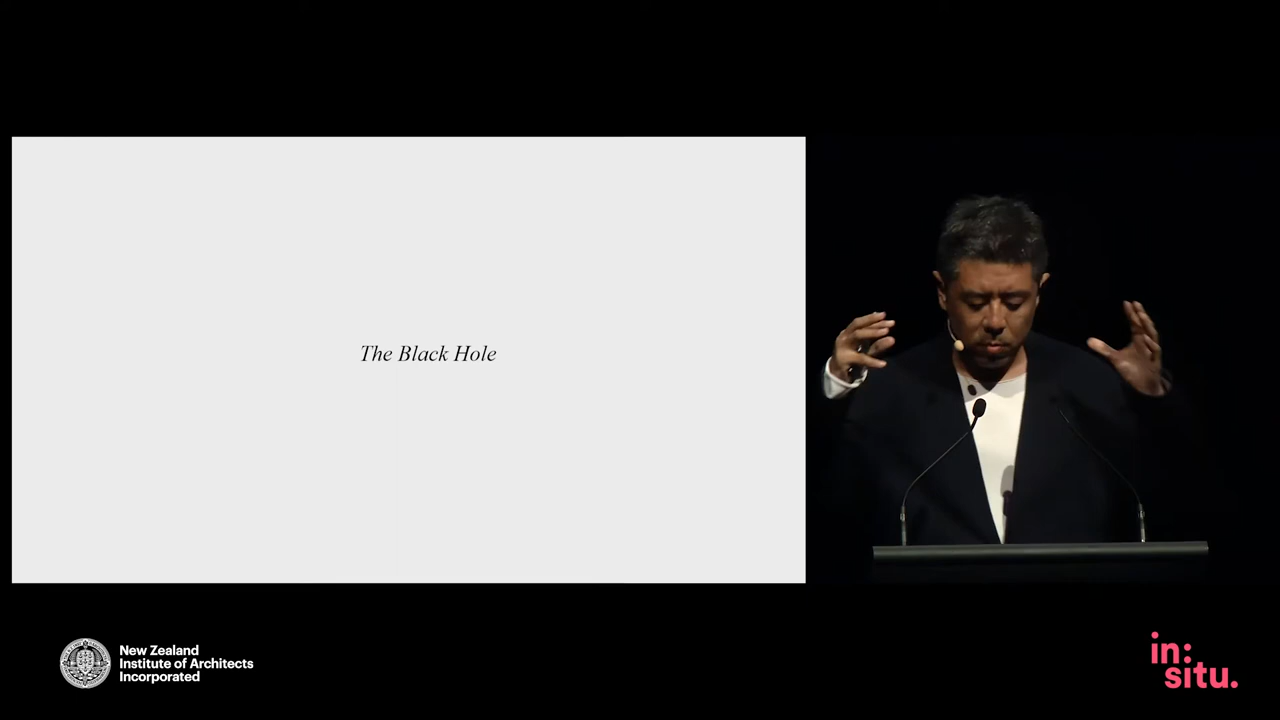 The Black Hole
New Zealand
Institute of Architects
Incorporated
in:
situ.